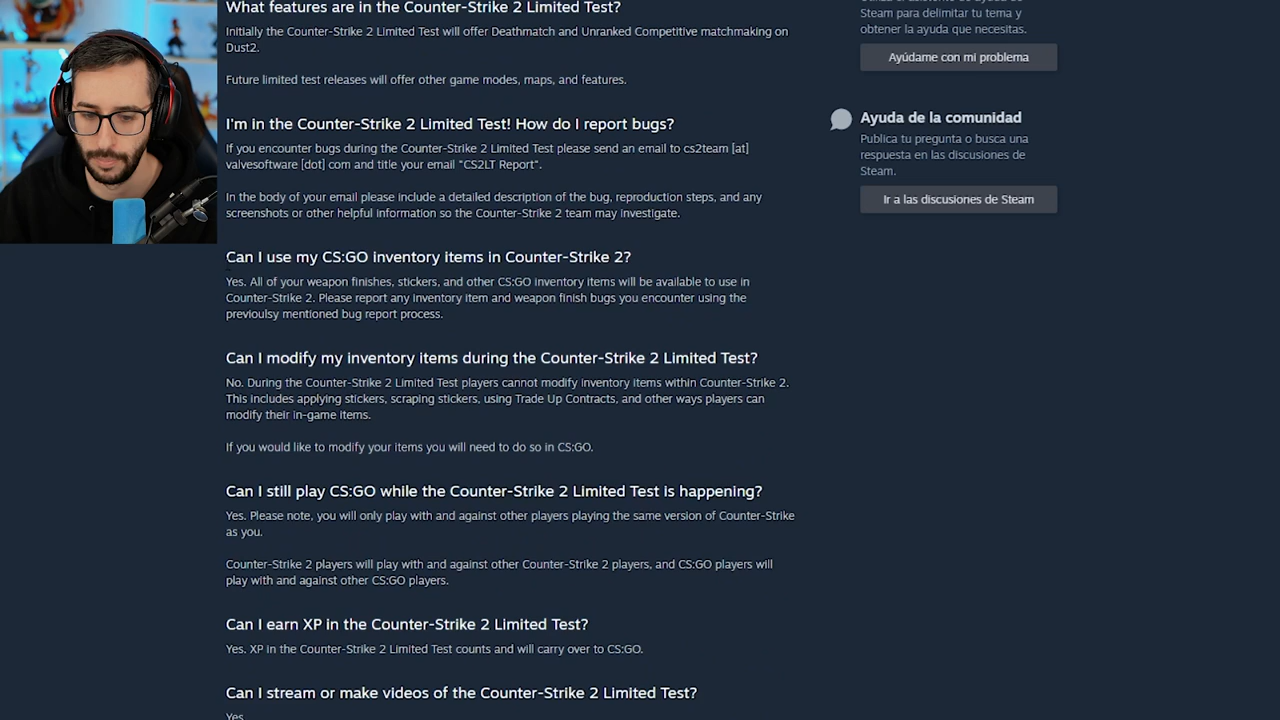 What features are in the Counter-Strike 2 Limited Test?
Initially the Counter-Strike 2 Limited Test will offer Deathmatch and Unranked Competitive matchmaking on
Dust2.
Future limited test releases will offer other game modes, maps, and features.
I'm in the Counter-Strike 2 Limited Test! How do I report bugs?
If you encounter bugs during the Counter-Strike 2 Limited Test please send an email to cs2team [at]
valvesoftware [dot] com and title your email "CS2LT Report".
In the body of your email please include a detailed description of the bug, reproduction steps, and any
screenshots or other helpful information so the Counter-Strike 2 team may investigate.
Can I use my CS:GO inventory items in Counter-Strike 2?
Yes. All of your weapon finishes, stickers, and other CS:GO inventory items will be available to use in
Counter-Strike 2. Please report any inventory item and weapon finish bugs you encounter using the
previoulsy mentioned bug report process.
Can I modify my inventory items during the Counter-Strike 2 Limited Test?
No. During the Counter-Strike 2 Limited Test players cannot modify inventory items within Counter-Strike 2.
This includes applying stickers, scraping stickers, using Trade Up Contracts, and other ways players can
modify their in-game items.
If you would like to modify your items you will need to do so in CS:GO.
Can I still play CS:GO while the Counter-Strike 2 Limited Test is happening?
Yes. Please note, you will only play with and against other players playing the same version of Counter-Strike
as you.
Counter-Strike 2 players will play with and against other Counter-Strike 2 players, and CS:GO players will
play with and against other CS:GO players.
Can I earn XP in the Counter-Strike 2 Limited Test?
Yes. XP in the Counter-Strike 2 Limited Test counts and will carry over to CS:GO.
Can I stream or make videos of the Counter-Strike 2 Limited Test?
Yes
Steam para delimitar tu tema y
obtener la ayuda que necesitas.
Ayúdame con mi problema
Ayuda de la comunidad
Publica tu pregunta o busca una
respuesta en las discusiones de
Steam.
Ir a las discusiones de Steam